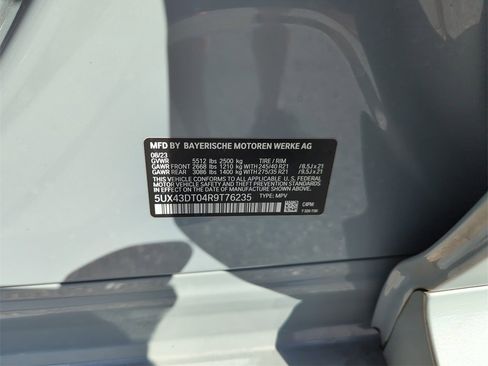 MFD BY BAYERISCHE MOTOREN WERKE AG
08/23
GVWR 5512 lbs 2500 kg TIRE / RIM
GAWR FRONT 2668 lbs 1210 kg WITH 245/40 R21 / 8.5J x 21
GAWR REAR 3086 lbs 1400 kg WITH 275/35 R21 / 9.5J x 21
THIS VEHICLE CONFORMS TO ALL APPLICABLE U.S. FEDERAL
MOTOR VEHICLE SAFETY, BUMPER, AND THEFT PREVENTION
STANDARDS IN EFFECT ON THE DATE OF MANUFACTURE SHOWN ABOVE.
5UX43DT04R9T76235 TYPE: MPV
C4PM